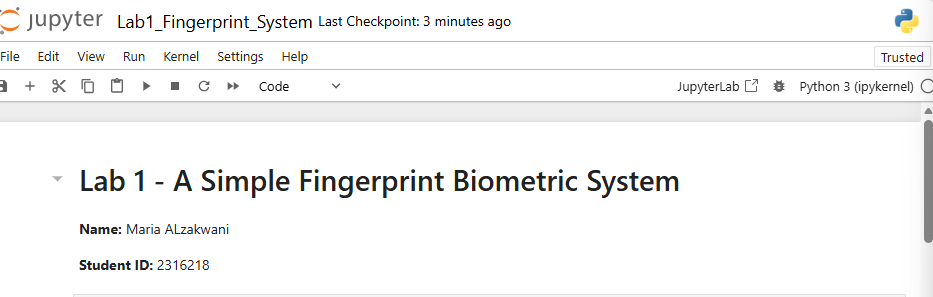 jupyter Lab1_Fingerprint_System Last Checkpoint: 3 minutes ago
File Edit View Run Kernel Settings Help Trusted
Code JupyterLab Python 3 (ipykernel)
Lab 1 - A Simple Fingerprint Biometric System
Name: Maria ALzakwani
Student ID: 2316218